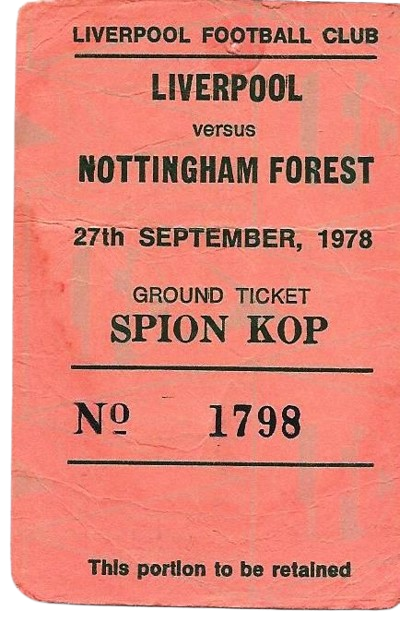 LIVERPOOL FOOTBALL CLUB
LIVERPOOL
versus
NOTTINGHAM FOREST
27th SEPTEMBER, 1978
GROUND TICKET
SPION KOP
Nº 1798
This portion to be retained